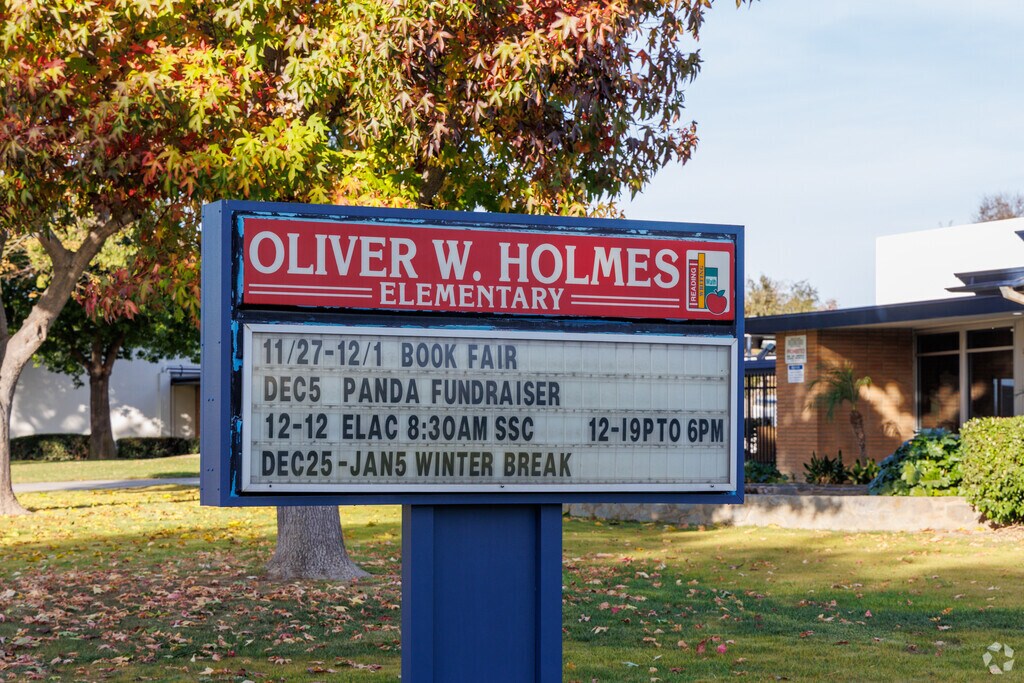 OLIVER W. HOLMES
ELEMENTARY
READING
11/27-12/1 BOOK FAIR
DEC5 PANDA FUNDRAISER
12-12 ELAC 8:30AM SSC 12-19PTO 6PM
DEC25-JAN5 WINTER BREAK